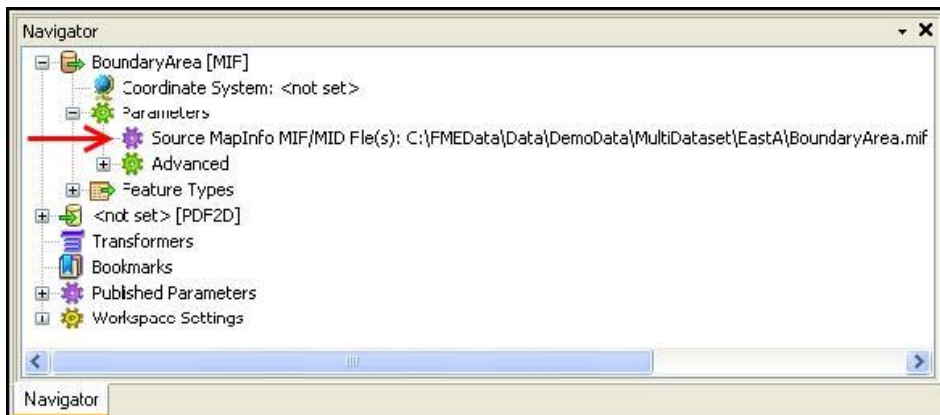 Navigator
BoundaryArea [MIF]
Coordinate System: <not set>
Parameters
Source MapInfo MIF/MID File(s): C:\FMEData\Data\DemoData\MultiDataset\EastA\BoundaryArea.mif
Advanced
Feature Types
<not set> [PDF2D]
Transformers
Bookmarks
Published Parameters
Workspace Settings
Navigator